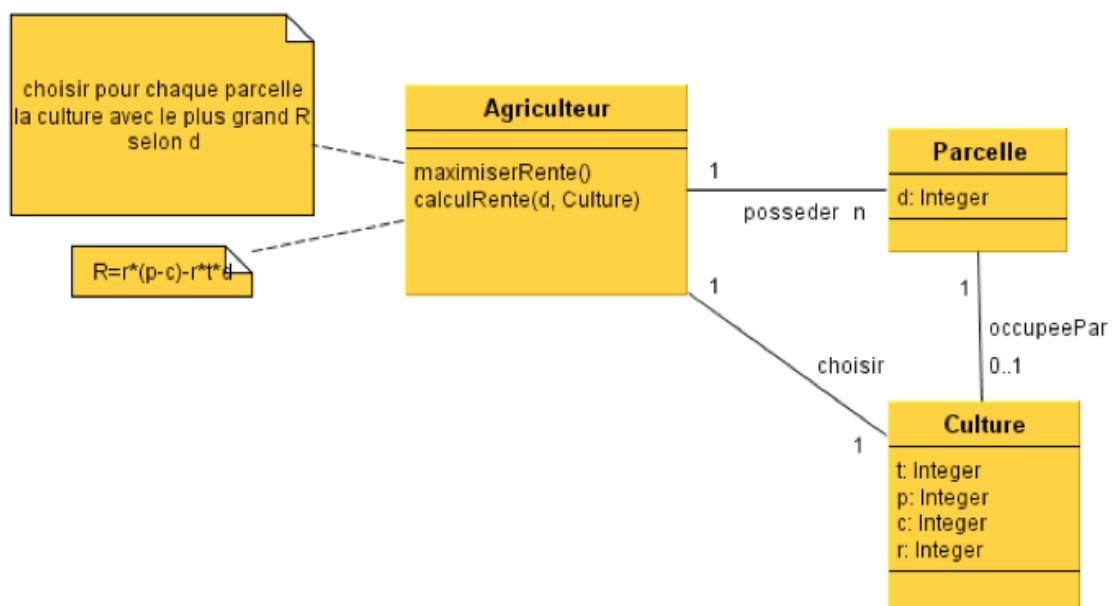 choisir pour chaque parcelle
la culture avec le plus grand R
selon d
R=r*(p-c)-r*t*d
Agriculteur
maximiserRente()
calculRente(d, Culture)
1
posseder n
Parcelle
d: Integer
1
choisir
1
1
occupeePar
0..1
Culture
t: Integer
p: Integer
c: Integer
r: Integer